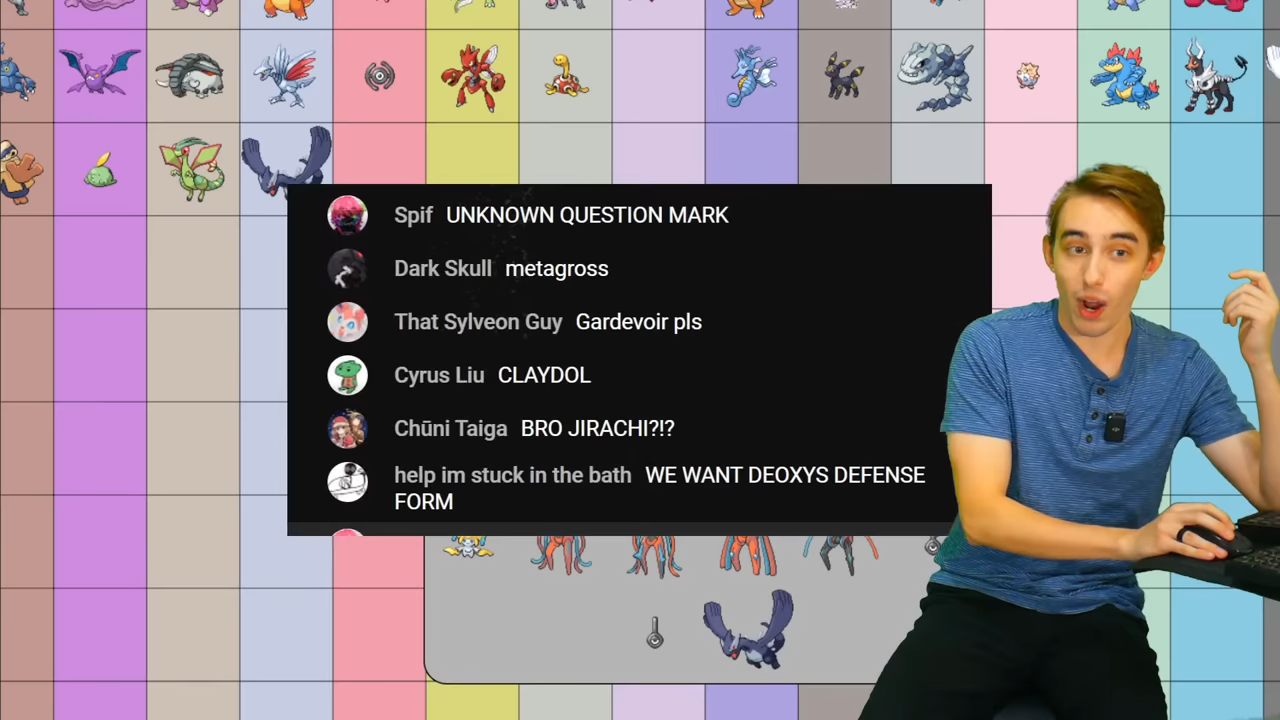 Spif UNKNOWN QUESTION MARK
Dark Skull metagross
That Sylveon Guy Gardevoir pls
Cyrus Liu CLAYDOL
Chūni Taiga BRO JIRACHI?!?
help im stuck in the bath WE WANT DEOXYS DEFENSE
FORM